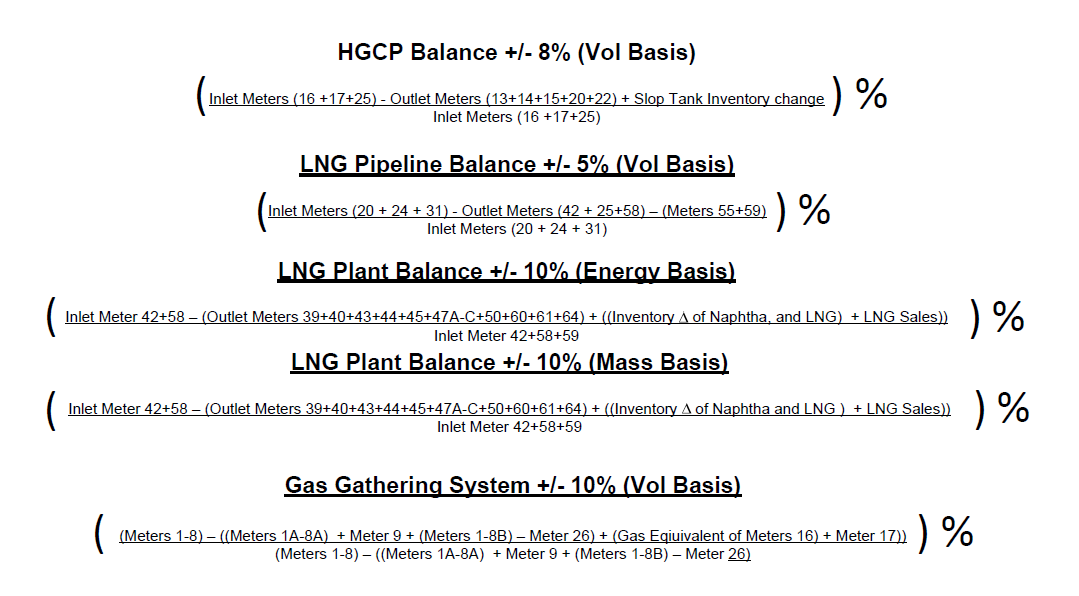 HGCP Balance +/- 8% (Vol Basis)
(Inlet Meters (16 +17+25) - Outlet Meters (13+14+15+20+22) + Slop Tank Inventory change) %
Inlet Meters (16 +17+25)
LNG Pipeline Balance +/- 5% (Vol Basis)
(Inlet Meters (20 + 24 + 31) - Outlet Meters (42 + 25+58) – (Meters 55+59)) %
Inlet Meters (20 + 24 + 31)
LNG Plant Balance +/- 10% (Energy Basis)
( Inlet Meter 42+58 – (Outlet Meters 39+40+43+44+45+47A-C+50+60+61+64) + ((Inventory ∆ of Naphtha, and LNG) + LNG Sales)) ) %
Inlet Meter 42+58+59
LNG Plant Balance +/- 10% (Mass Basis)
( Inlet Meter 42+58 – (Outlet Meters 39+40+43+44+45+47A-C+50+60+61+64) + ((Inventory ∆ of Naphtha and LNG ) + LNG Sales)) ) %
Inlet Meter 42+58+59
Gas Gathering System +/- 10% (Vol Basis)
( (Meters 1-8) – ((Meters 1A-8A) + Meter 9 + (Meters 1-8B) – Meter 26) + (Gas Eqiuivalent of Meters 16) + Meter 17)) ) %
(Meters 1-8) – ((Meters 1A-8A) + Meter 9 + (Meters 1-8B) – Meter 26)